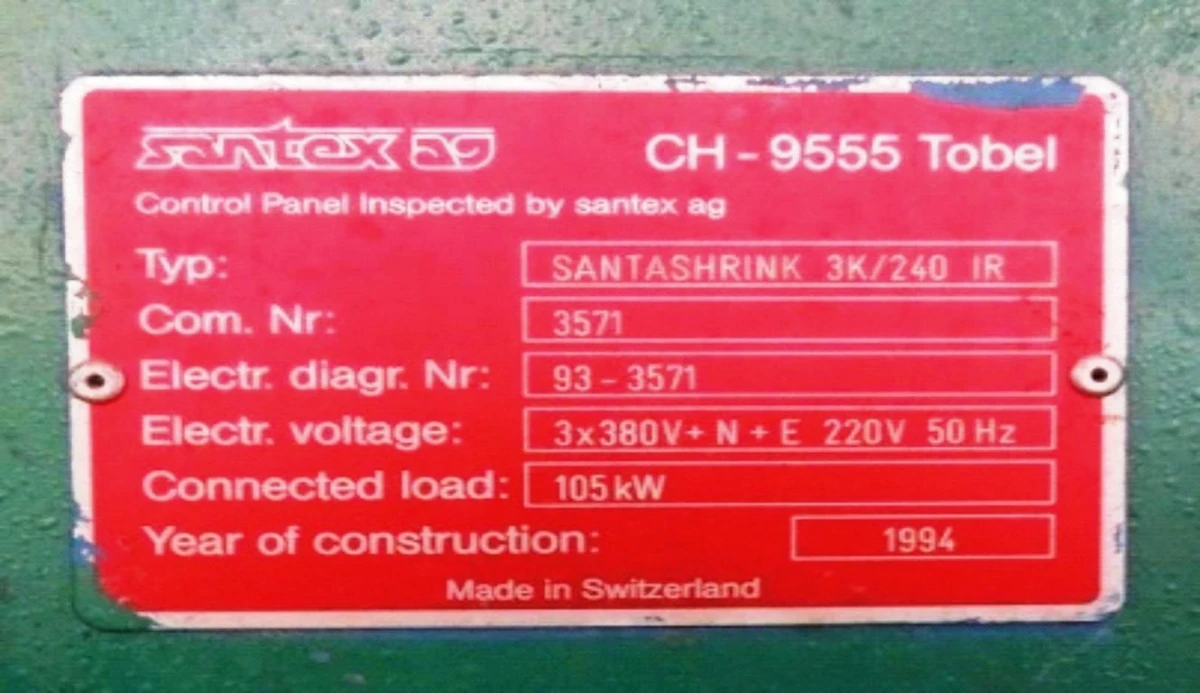 santex ag CH - 9555 Tobel
Control Panel Inspected by santex ag
Typ: SANTASHRINK 3K/240 IR
Com. Nr: 3571
Electr. diagr. Nr: 93 - 3571
Electr. voltage: 3x380V+ N + E 220V 50 Hz
Connected load: 105 kW
Year of construction: 1994
Made in Switzerland